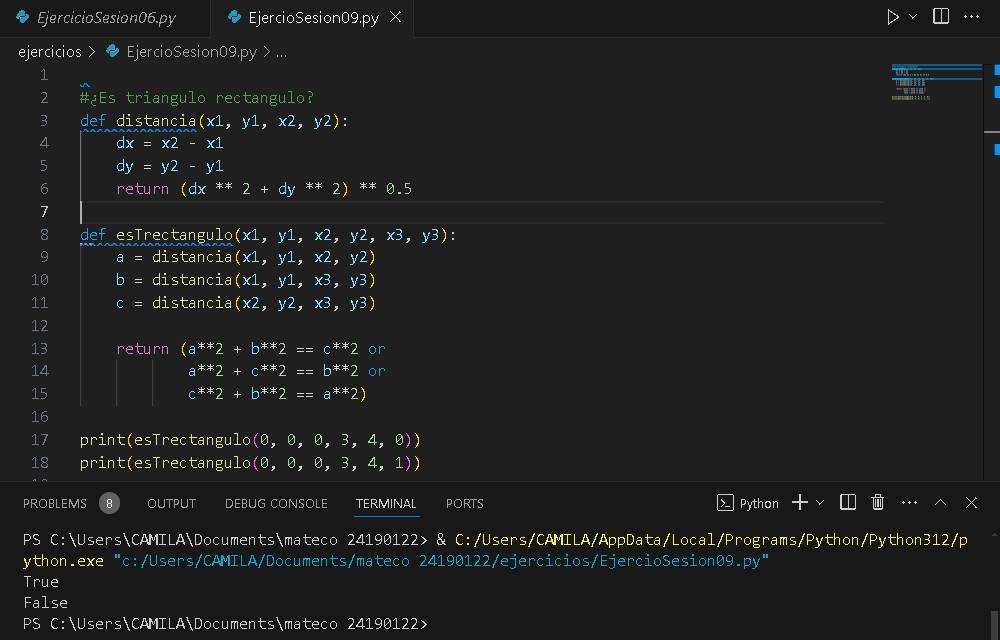 EjercicioSesion06.py EjercioSesion09.py
ejercicios > EjercioSesion09.py > ...
1
2 #¿Es triangulo rectangulo?
3 def distancia(x1, y1, x2, y2):
4 dx = x2 - x1
5 dy = y2 - y1
6 return (dx ** 2 + dy ** 2) ** 0.5
7
8 def esTrectangulo(x1, y1, x2, y2, x3, y3):
9 a = distancia(x1, y1, x2, y2)
10 b = distancia(x1, y1, x3, y3)
11 c = distancia(x2, y2, x3, y3)
12
13 return (a**2 + b**2 == c**2 or
14 a**2 + c**2 == b**2 or
15 c**2 + b**2 == a**2)
16
17 print(esTrectangulo(0, 0, 0, 3, 4, 0))
18 print(esTrectangulo(0, 0, 0, 3, 4, 1))
PROBLEMS 8 OUTPUT DEBUG CONSOLE TERMINAL PORTS Python
PS C:\Users\CAMILA\Documents\mateco 24190122> & C:/Users/CAMILA/AppData/Local/Programs/Python/Python312/p
ython.exe "c:/Users/CAMILA/Documents/mateco 24190122/ejercicios/EjercioSesion09.py"
True
False
PS C:\Users\CAMILA\Documents\mateco 24190122>